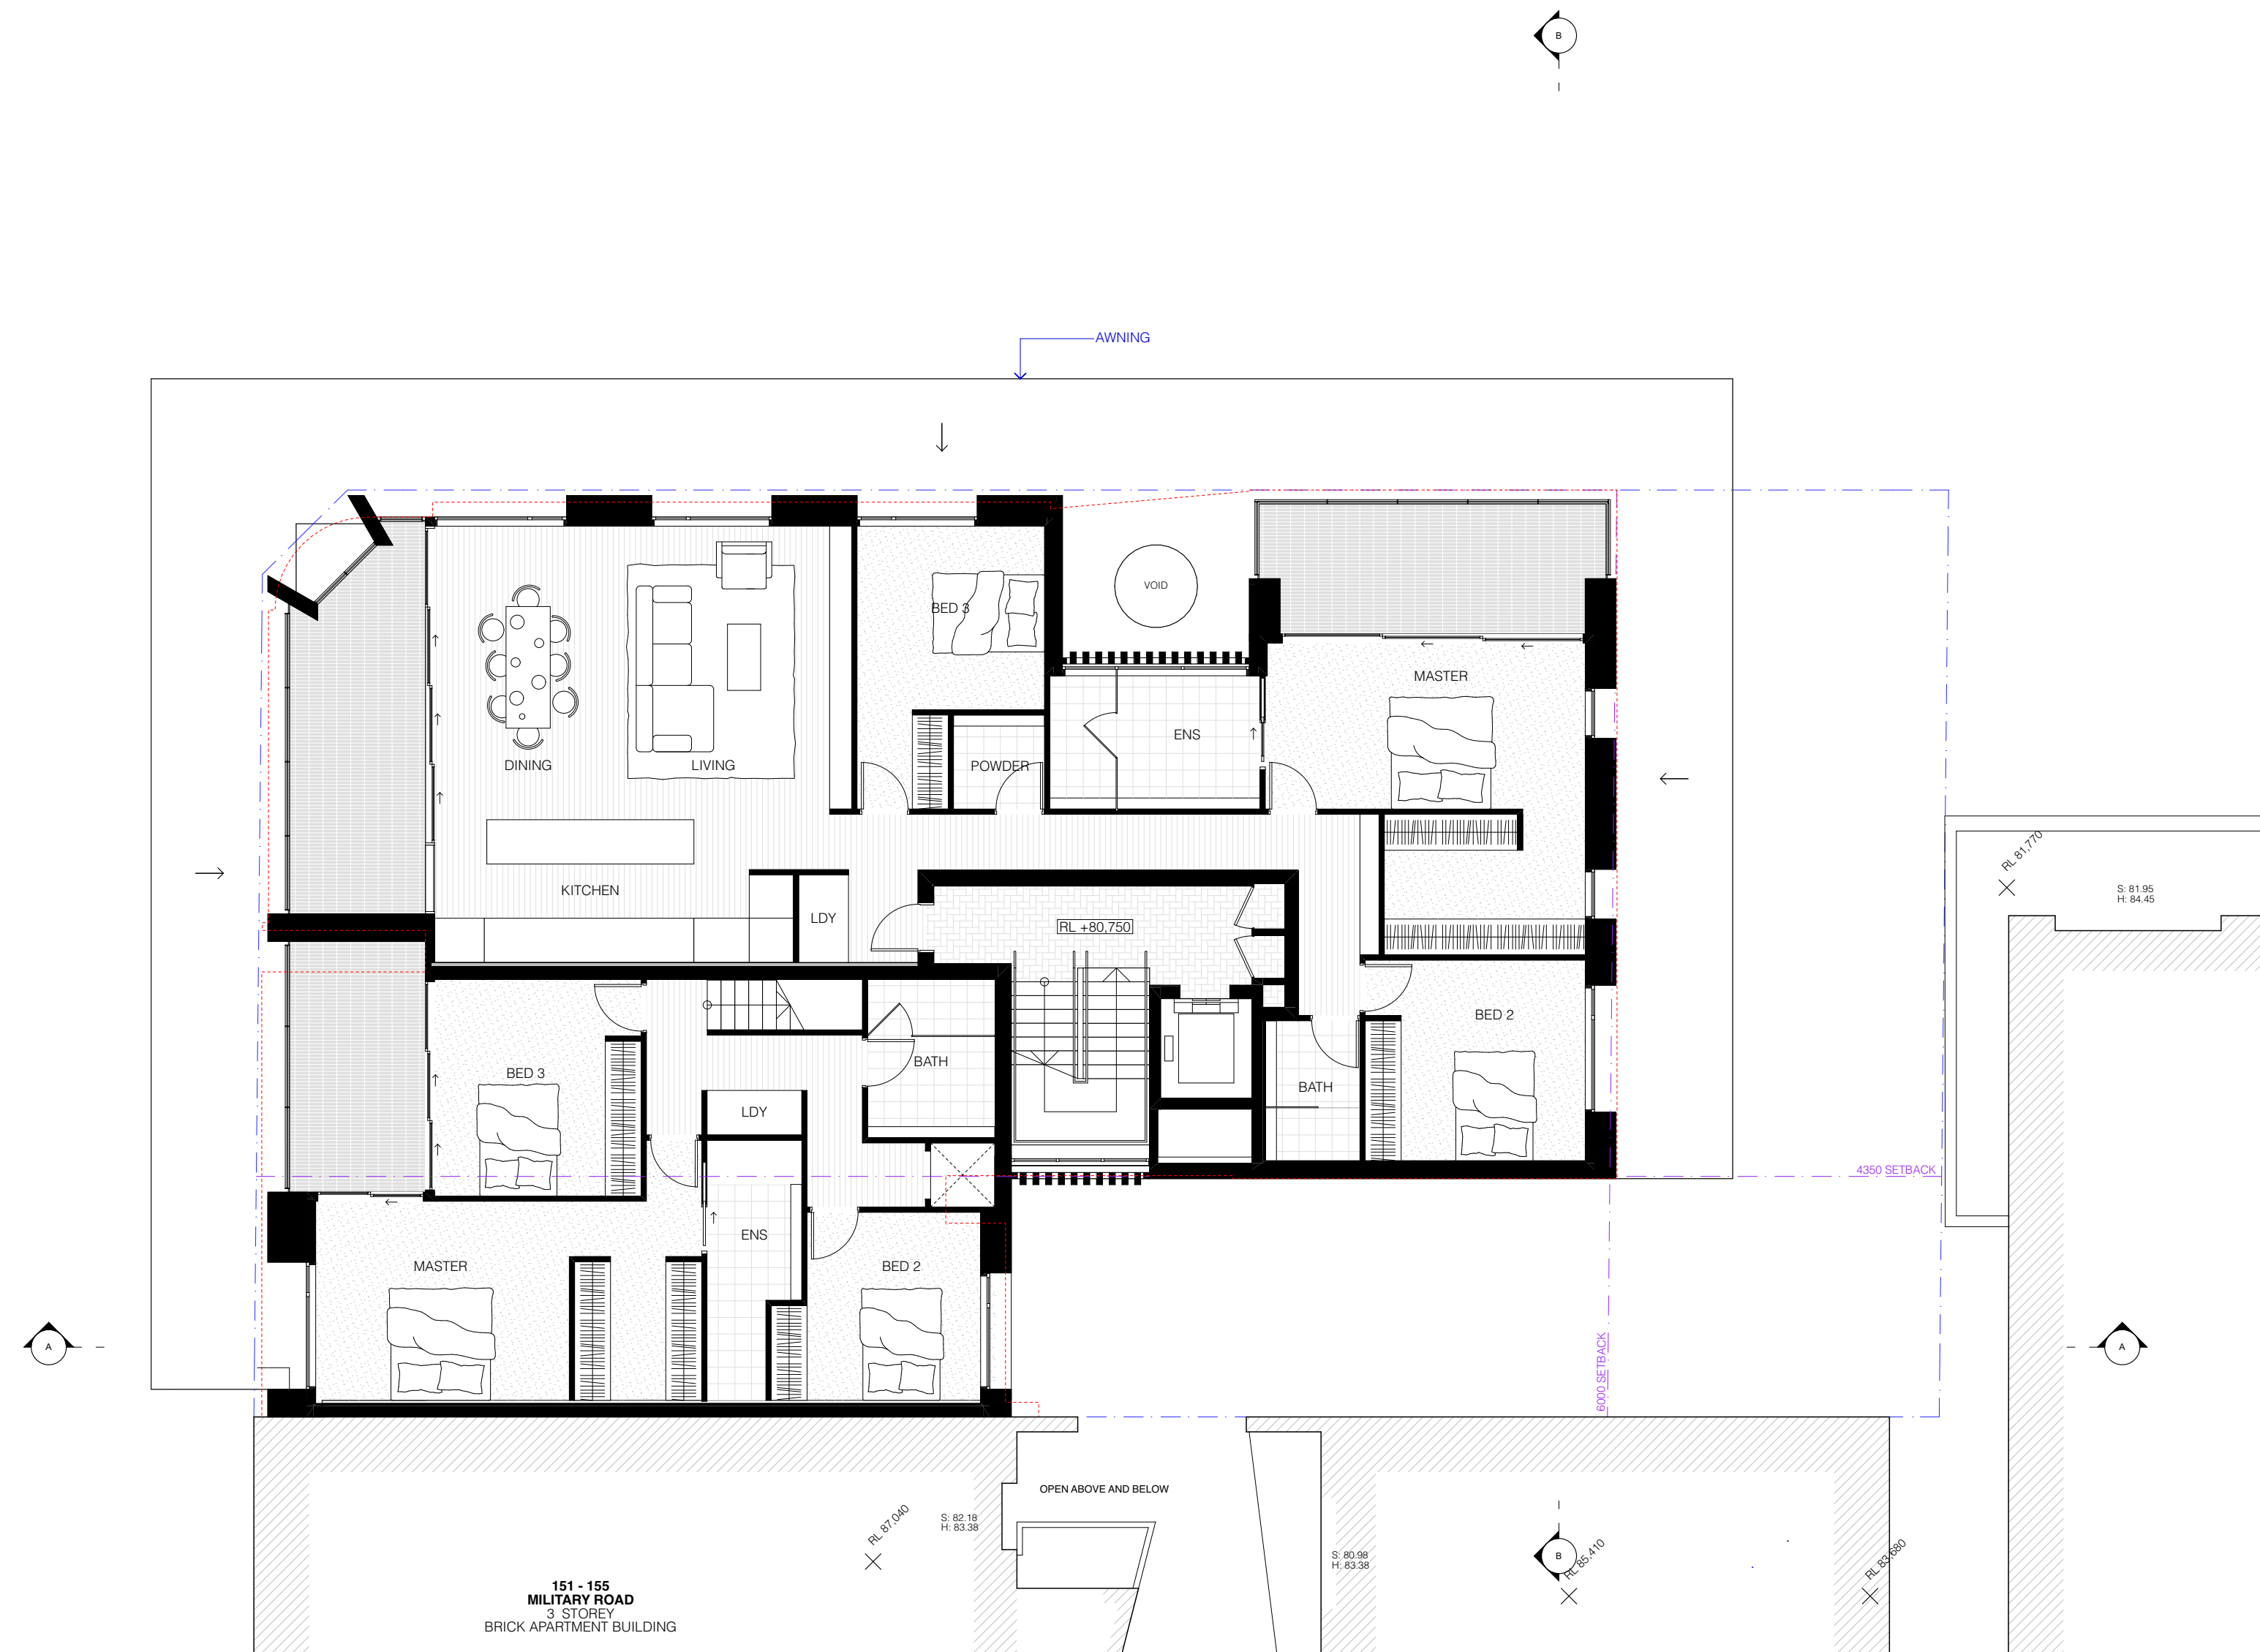 B
AWNING
VOID
BED 3
MASTER
ENS
DINING
LIVING
POWDER
RL 81,770
KITCHEN
S: 81.95
H: 84.45
LDY
RL +80,750
BED 2
BATH
BED 3
BATH
LDY
4350 SETBACK
ENS
MASTER
BED 2
A
A
6000 SETBACK
OPEN ABOVE AND BELOW
RL 87,040
S: 82.18
H: 83.38
S: 80.98
H: 83.38
B
RL 85,410
RL 83,680
151 - 155
MILITARY ROAD
3 STOREY
BRICK APARTMENT BUILDING